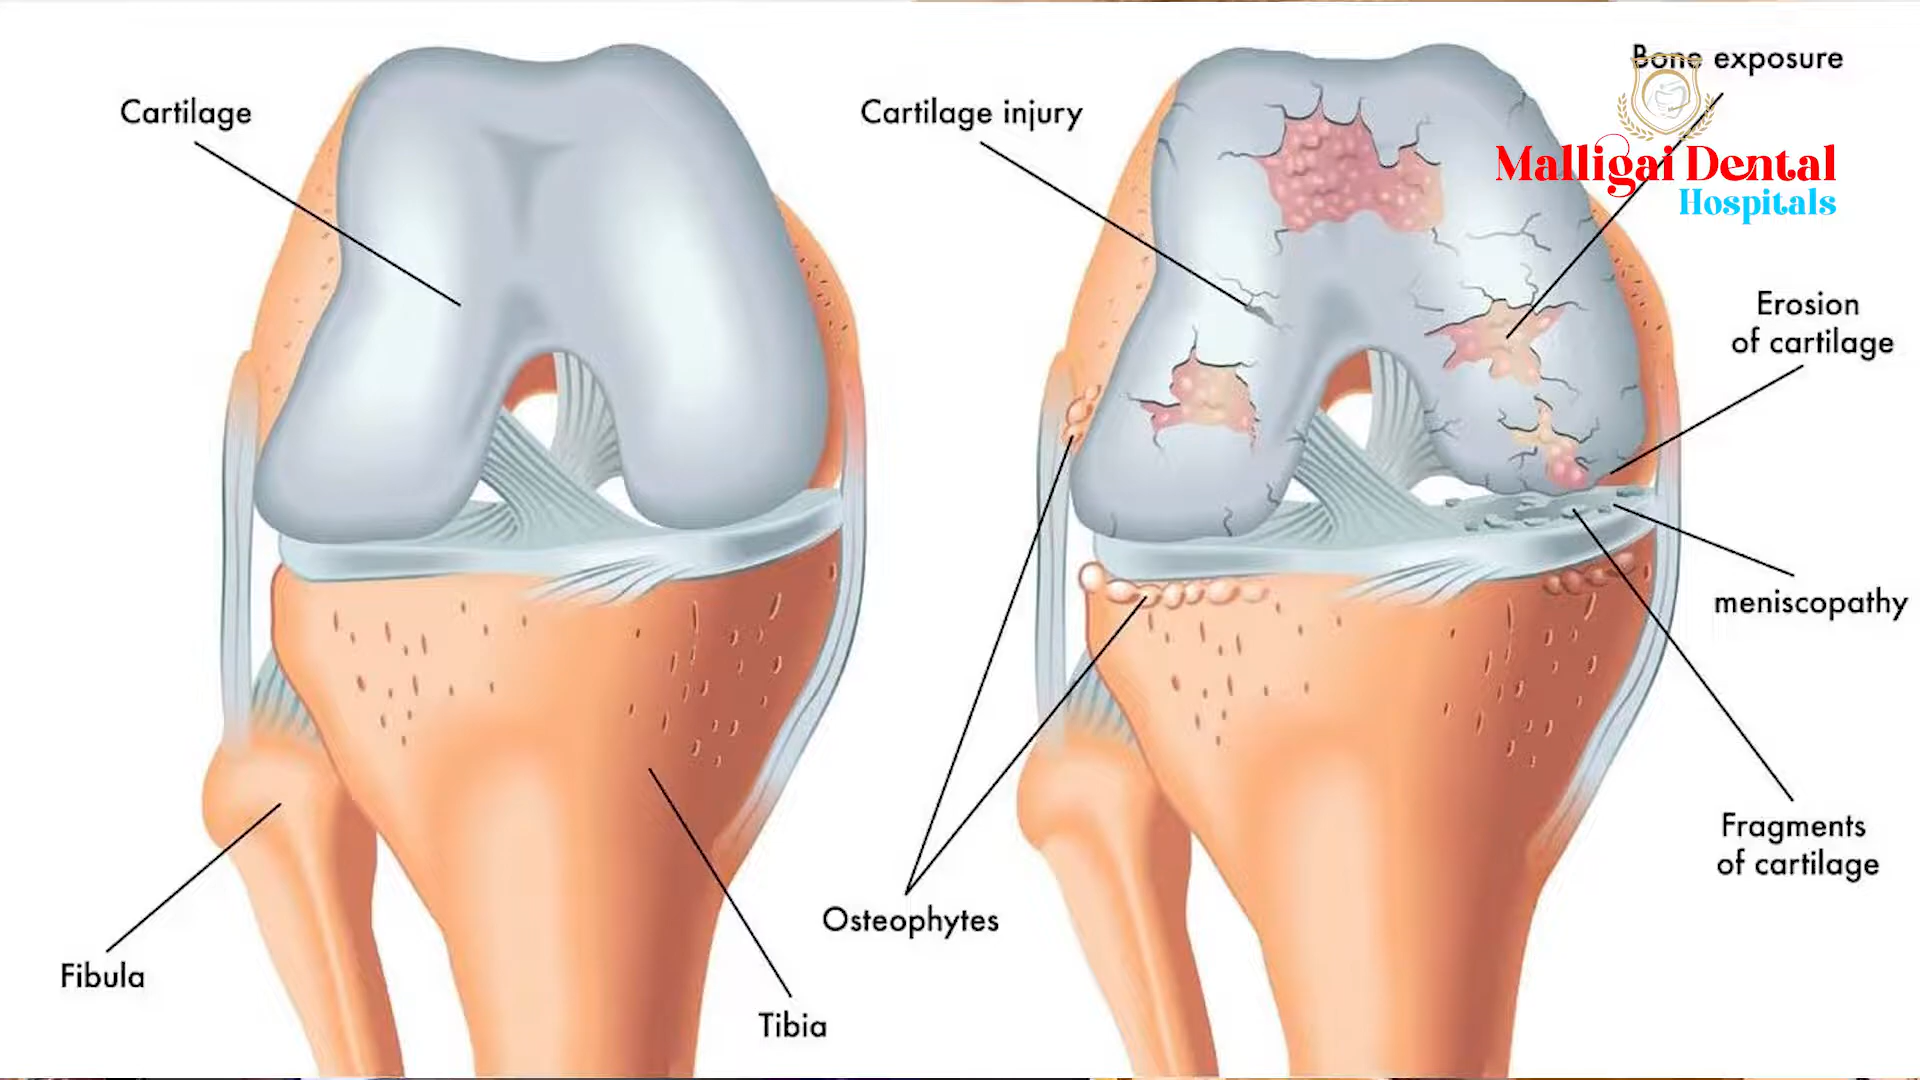 Cartilage
Fibula
Tibia
Cartilage injury
Osteophytes
Bone exposure
Malligai Dental
Hospitals
Erosion
of cartilage
meniscopathy
Fragments
of cartilage